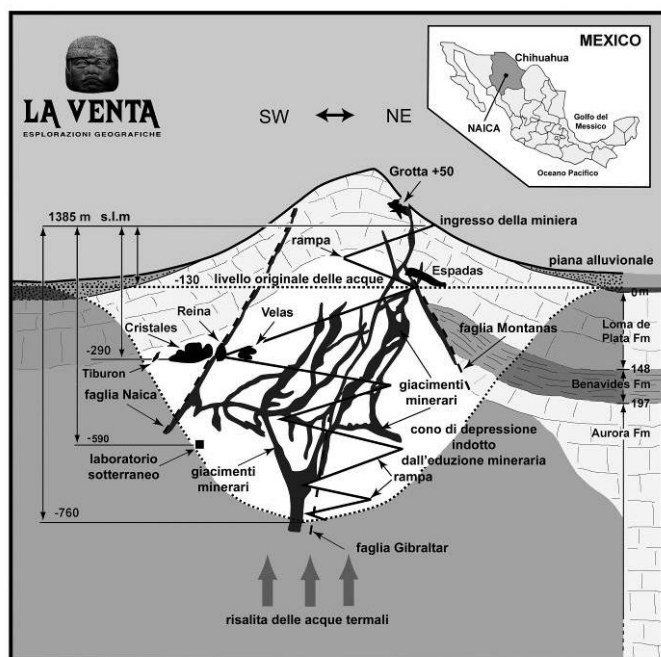 LA VENTA
ESPLORAZIONI GEOGRAFICHE
SW
NE
MEXICO
Chihuahua
NAICA
Golfo del
Messico
Oceano Pacifico
Grotta +50
1385 m s.l.m
ingresso della miniera
rampa
piana alluvionale
Espadas
-130
livello originale delle acque
0 m
Reina
Velas
Cristales
faglia Montanas
Loma de
Plata Fm
-290
Tiburon
148
Benavides Fm
faglia Naica
giacimenti
minerari
197
Aurora Fm
cono di depressione
indotto
dall'eduzione mineraria
-590
laboratorio
sotterraneo
giacimenti
minerari
rampa
-760
faglia Gibraltar
risalita delle acque termali